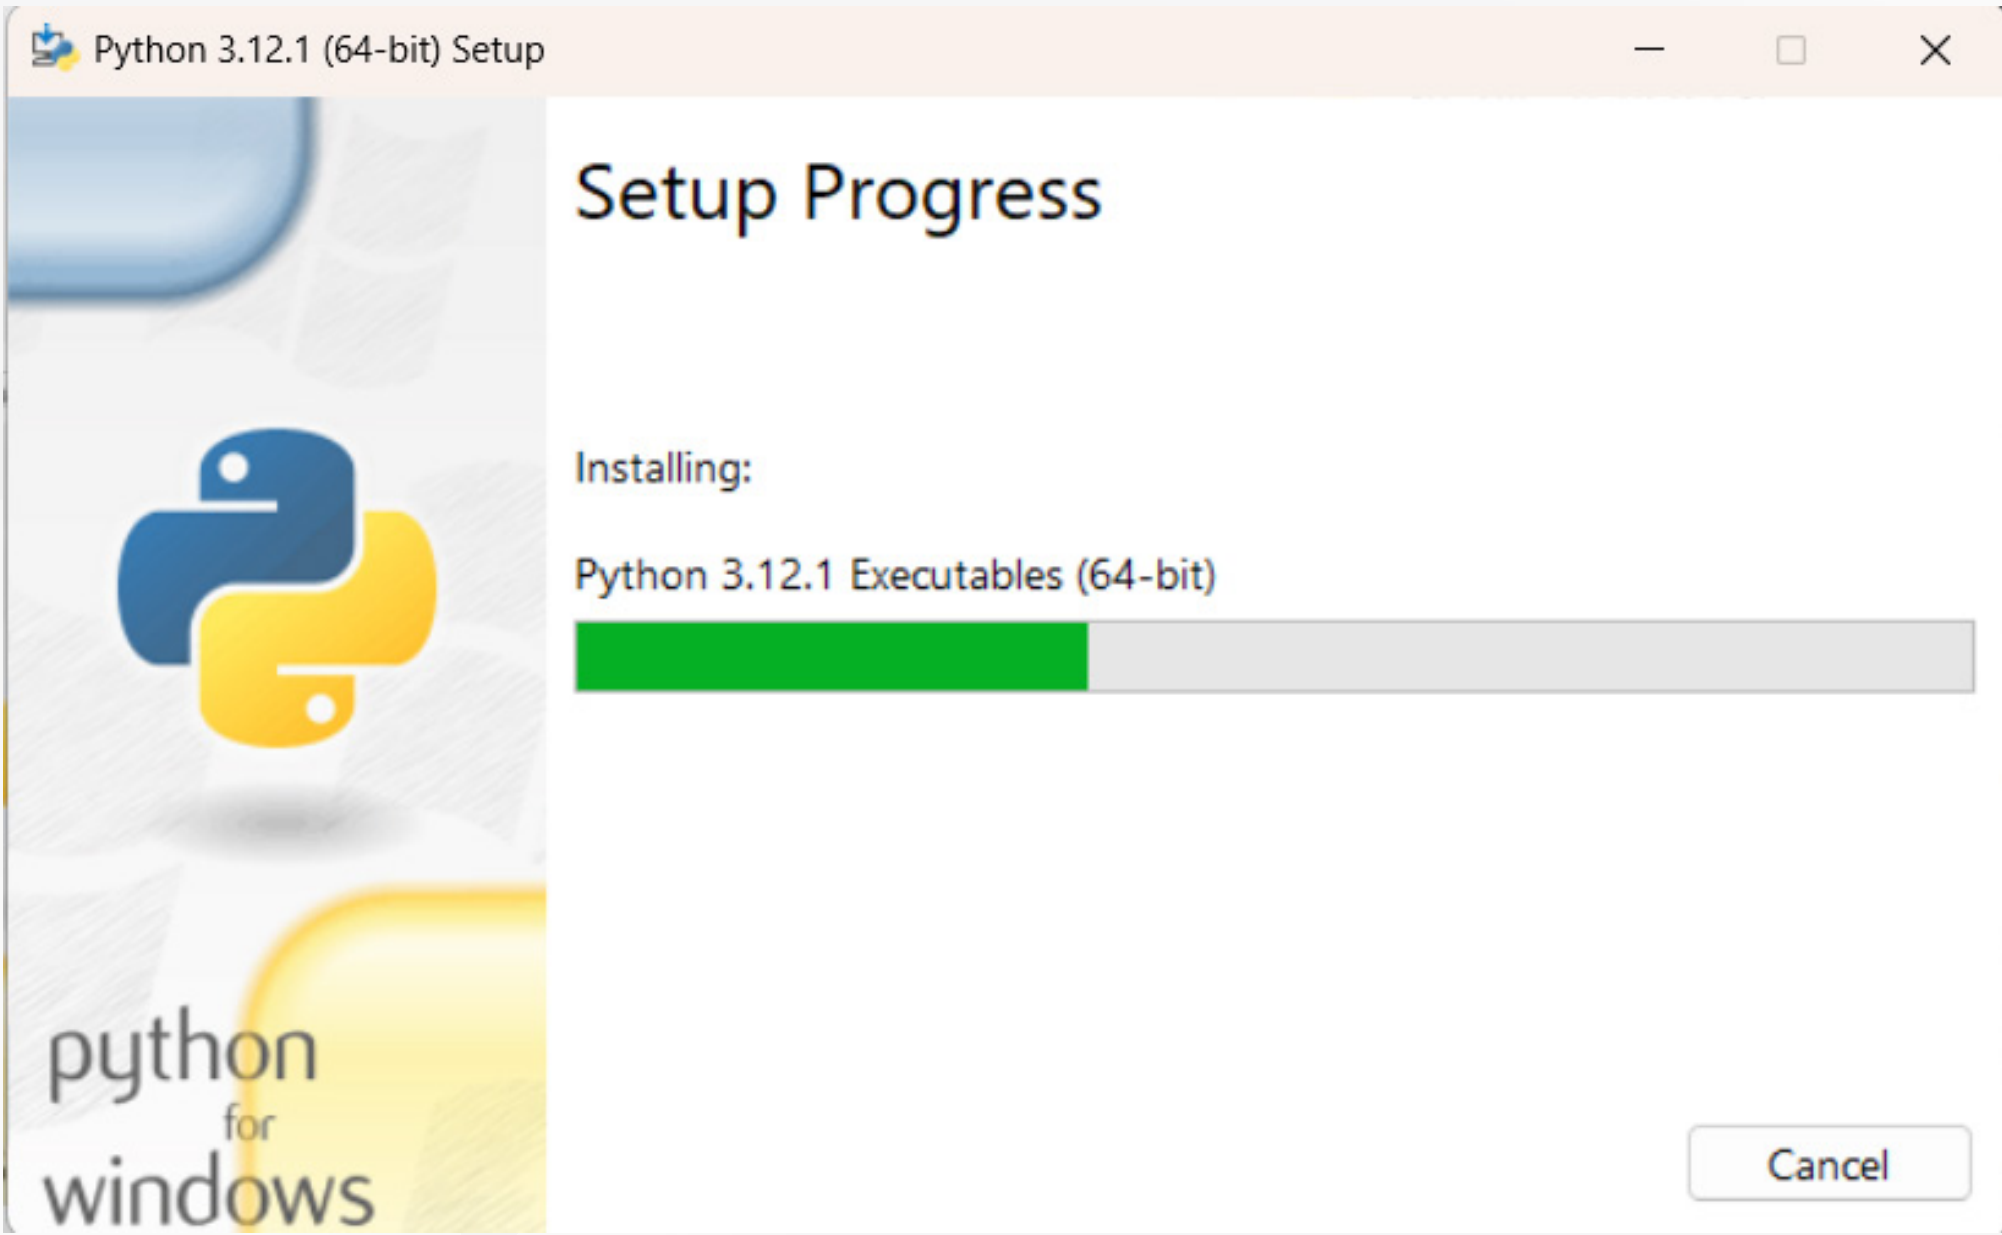 Python 3.12.1 (64-bit) Setup
Setup Progress
Installing:
Python 3.12.1 Executables (64-bit)
python
for
windows
Cancel